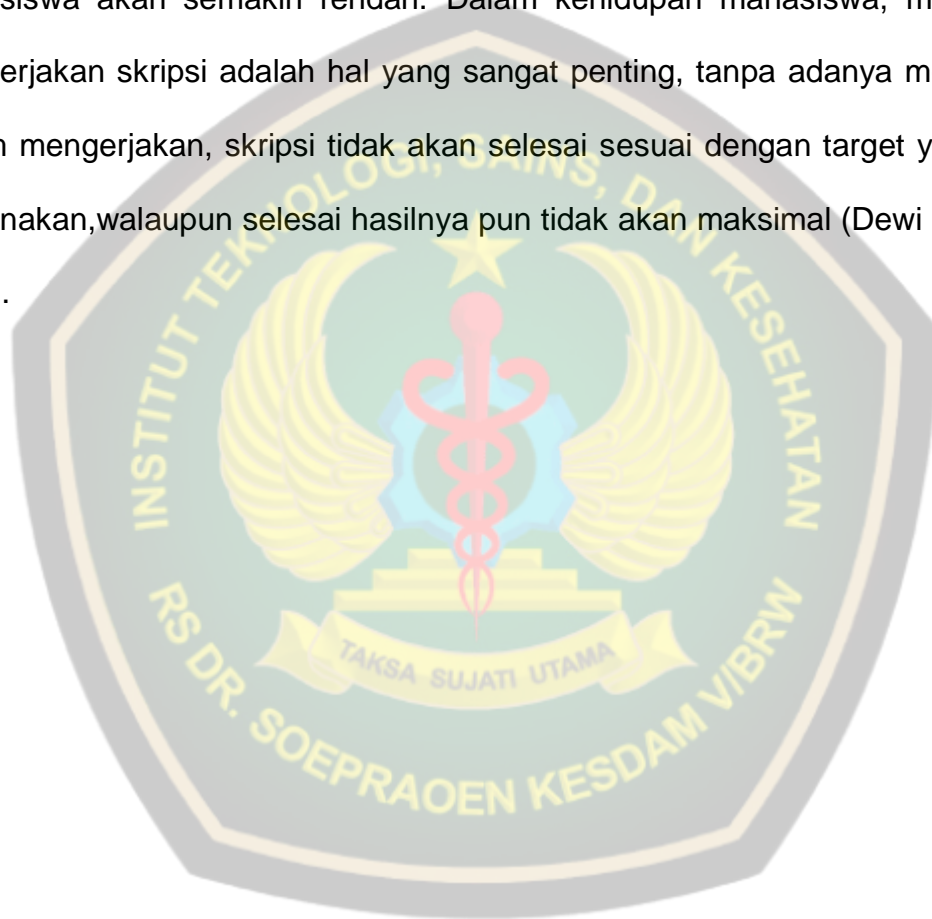 siswa akan semakin rendah. Dalam kehidupan mahasiswa, m
erjakan skripsi adalah hal yang sangat penting, tanpa adanya m
n mengerjakan, skripsi tidak akan selesai sesuai dengan target y
nakan,walaupun selesai hasilnya pun tidak akan maksimal (Dewi
.
INSTITUT TEKNOLOGI, SAINS, DAN KESEHATAN
TAKSA SUJATI UTAMA
RS DR. SOEPRAOEN KESDAM V/BRW